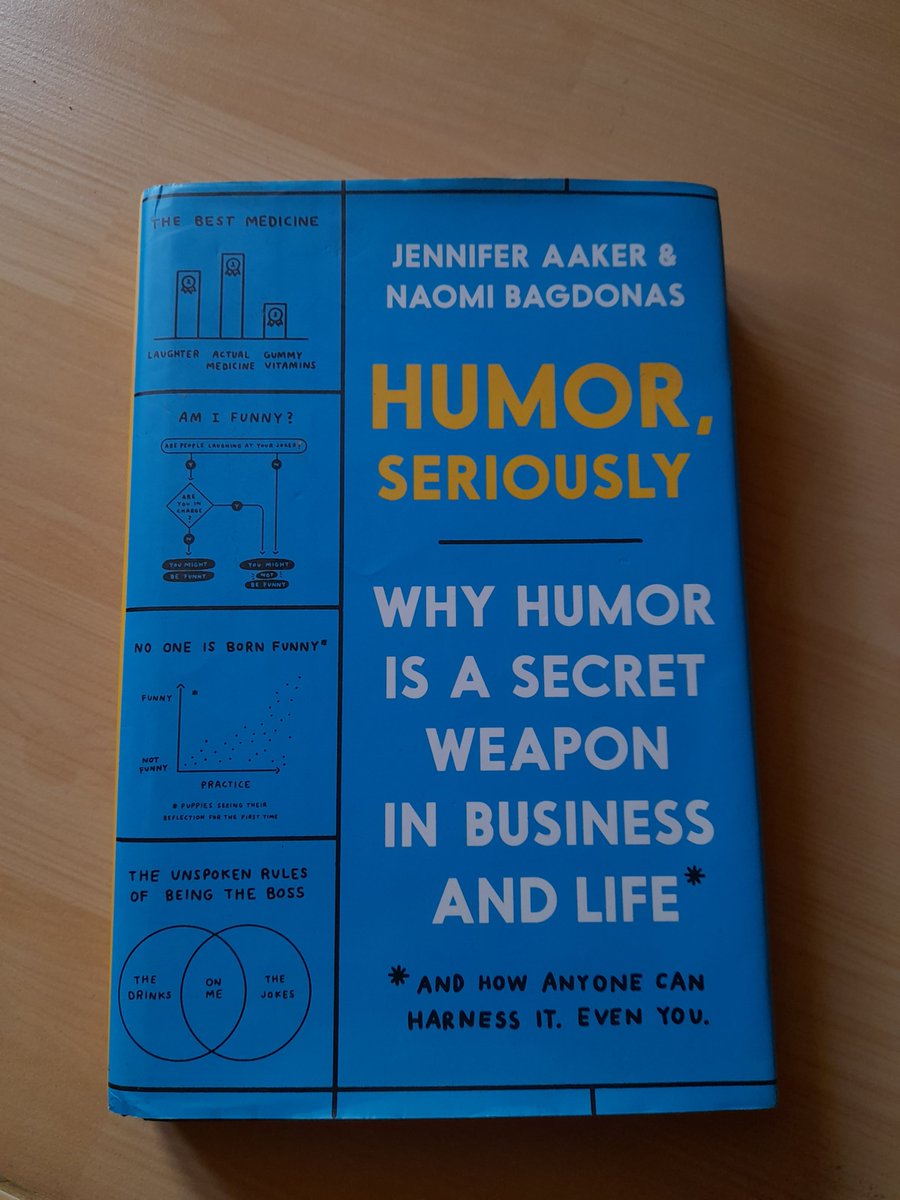 THE BEST MEDICINE
2
1
3
LAUGHTER
ACTUAL
MEDICINE
GUMMY
VITAMINS
AM I FUNNY?
ARE PEOPLE LAUGHING AT YOUR JOKES?
Y
N
ARE
YOU IN
CHARGE
?
Y
N
YOU MIGHT
BE FUNNY
YOU MIGHT
NOT
BE FUNNY
NO ONE IS BORN FUNNY*
FUNNY
*
NOT
FUNNY
PRACTICE
* PUPPIES SEEING THEIR
REFLECTION FOR THE FIRST TIME
THE UNSPOKEN RULES
OF BEING THE BOSS
THE
DRINKS
ON
ME
THE
JOKES
JENNIFER AAKER &
NAOMI BAGDONAS
HUMOR,
SERIOUSLY
WHY HUMOR
IS A SECRET
WEAPON
IN BUSINESS
AND LIFE*
*AND HOW ANYONE CAN
HARNESS IT. EVEN YOU.